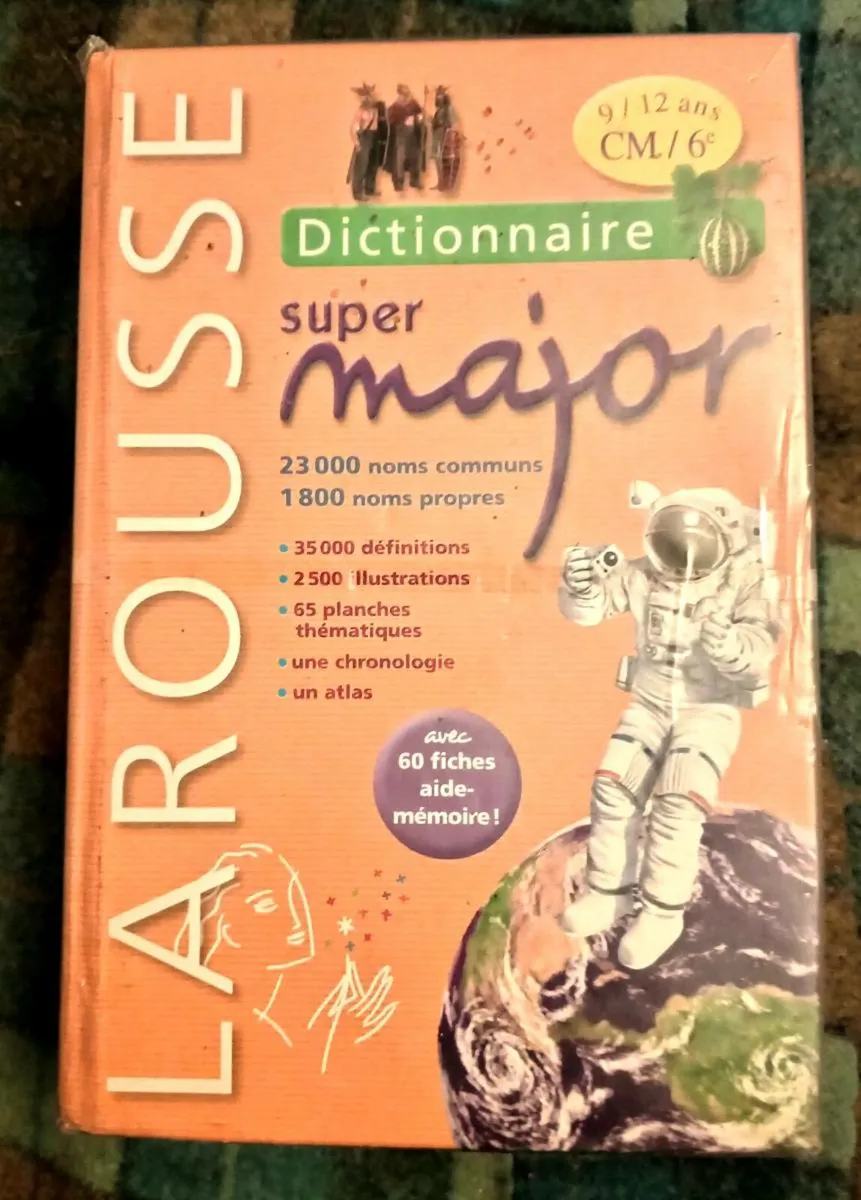 LAROUSSE
9 / 12 ans
CM / 6e
Dictionnaire
super
major
23 000 noms communs
1 800 noms propres
• 35 000 définitions
• 2 500 illustrations
• 65 planches
thématiques
• une chronologie
• un atlas
avec
60 fiches
aide-
mémoire !